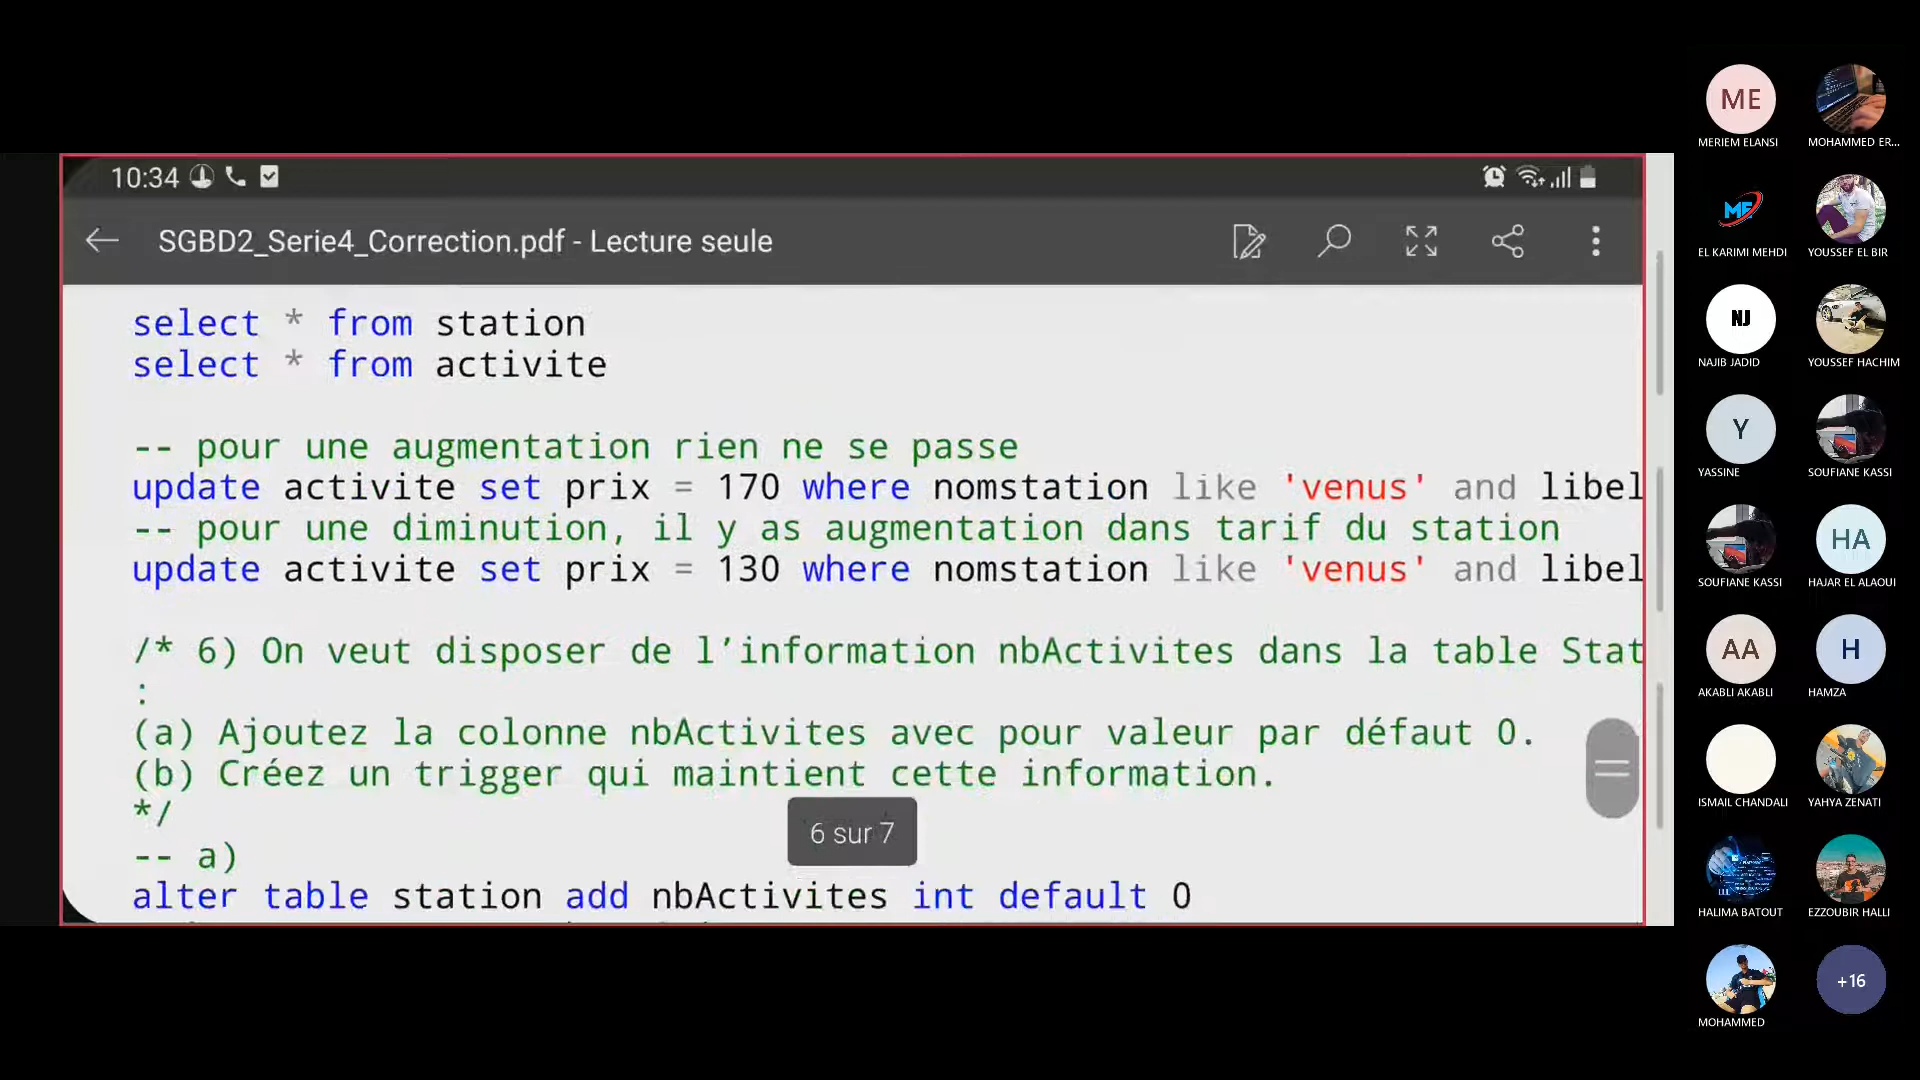 10:34
SGBD2_Serie4_Correction.pdf - Lecture seule
select * from station
select * from activite
-- pour une augmentation rien ne se passe
update activite set prix = 170 where nomstation like 'venus' and libel
-- pour une diminution, il y as augmentation dans tarif du station
update activite set prix = 130 where nomstation like 'venus' and libel
/* 6) On veut disposer de l’information nbActivites dans la table Stat
:
(a) Ajoutez la colonne nbActivites avec pour valeur par défaut 0.
(b) Créez un trigger qui maintient cette information.
*/
6 sur 7
-- a)
alter table station add nbActivites int default 0
ME
MERIEM ELANSI
MOHAMMED ER...
ME
EL KARIMI MEHDI
YOUSSEF EL BIR
NJ
NAJIB JADID
YOUSSEF HACHIM
Y
YASSINE
SOUFIANE KASSI
SOUFIANE KASSI
HA
HAJAR EL ALAOUI
AA
AKABLI AKABLI
H
HAMZA
ISMAIL CHANDALI
YAHYA ZENATI
HALIMA BATOUT
EZZOUBIR HALLI
MOHAMMED
+16